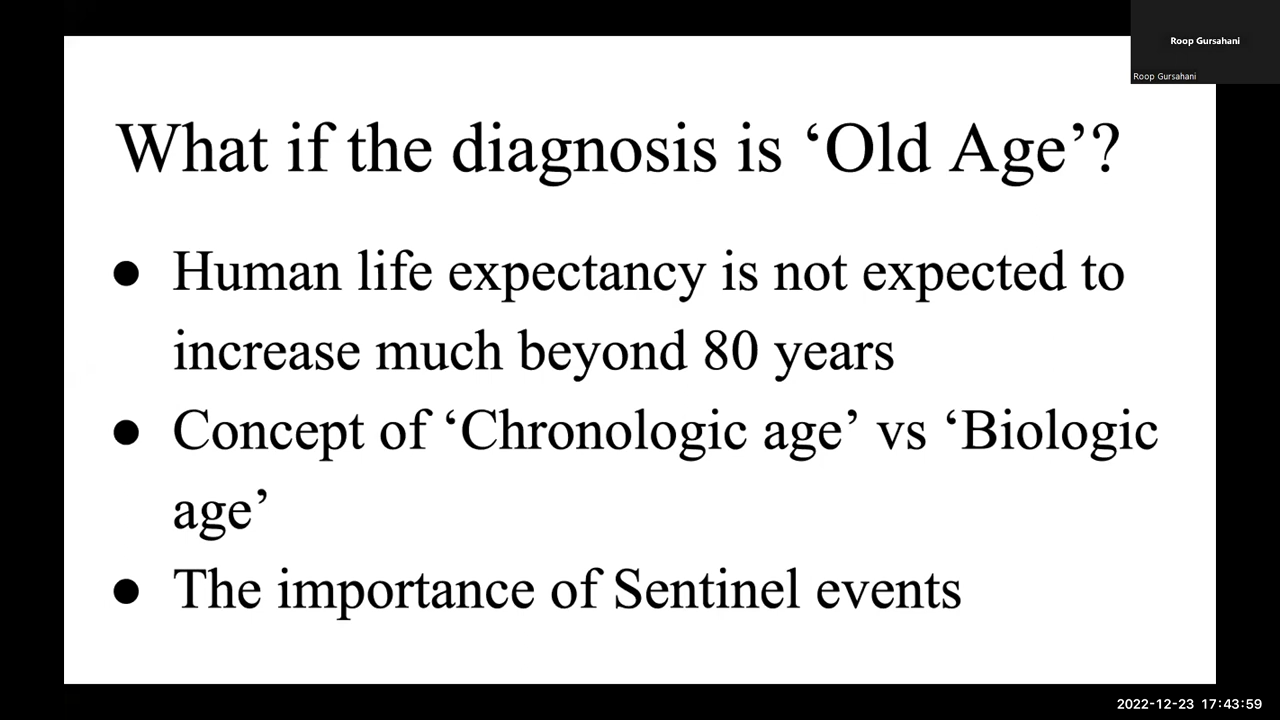 Roop Gursahani
Roop Gursahani
What if the diagnosis is ‘Old Age’?
● Human life expectancy is not expected to
increase much beyond 80 years
● Concept of ‘Chronologic age’ vs ‘Biologic
age’
● The importance of Sentinel events
2022-12-23 17:43:59